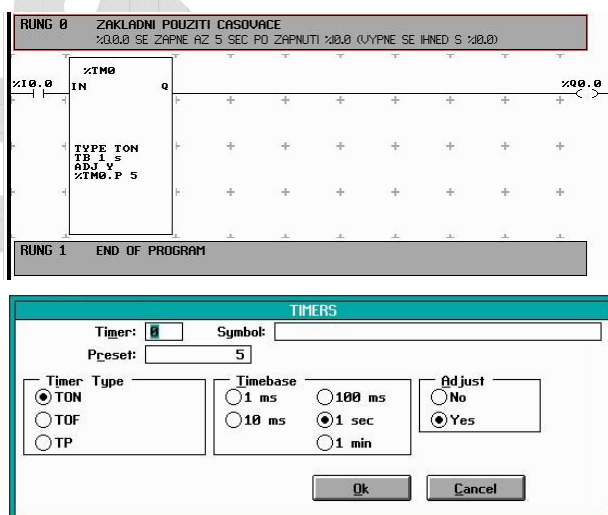 RUNG 0 ZAKLADNI POUZITI CASOVACE
%Q0.0 SE ZAPNE AZ 5 SEC PO ZAPNUTI %I0.0 (VYPNE SE IHNED S %I0.0)
%TM0
%I0.0 IN Q %Q0.0
TYPE TON
TB 1 s
ADJ Y
%TM0.P 5
RUNG 1 END OF PROGRAM
TIMERS
Timer: 0 Symbol:
Preset: 5
Timer Type Timebase Adjust
TON 1 ms 100 ms No
TOF 10 ms 1 sec Yes
TP 1 min
Ok Cancel